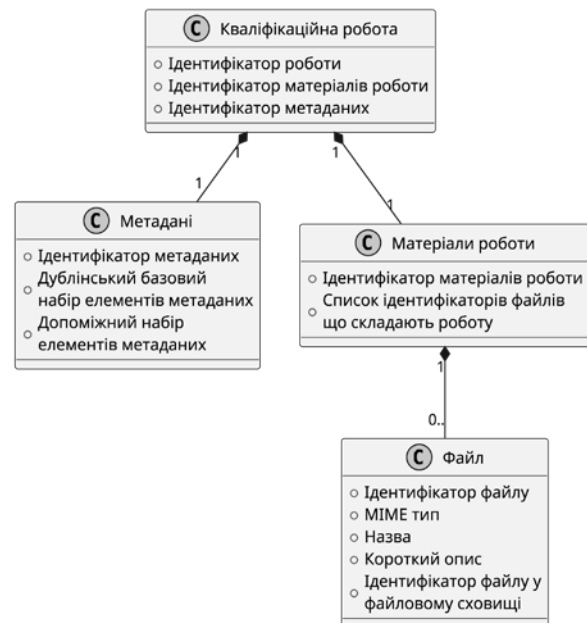 C Кваліфікаційна робота
Ідентифікатор роботи
Ідентифікатор матеріалів роботи
Ідентифікатор метаданих
1
1
1
1
C Метадані
Ідентифікатор метаданих
Дублінський базовий
набір елементів метаданих
Допоміжний набір
елементів метаданих
C Матеріали роботи
Ідентифікатор матеріалів роботи
Список ідентифікаторів файлів
що складають роботу
1
0..
C Файл
Ідентифікатор файлу
MIME тип
Назва
Короткий опис
Ідентифікатор файлу у
файловому сховищі